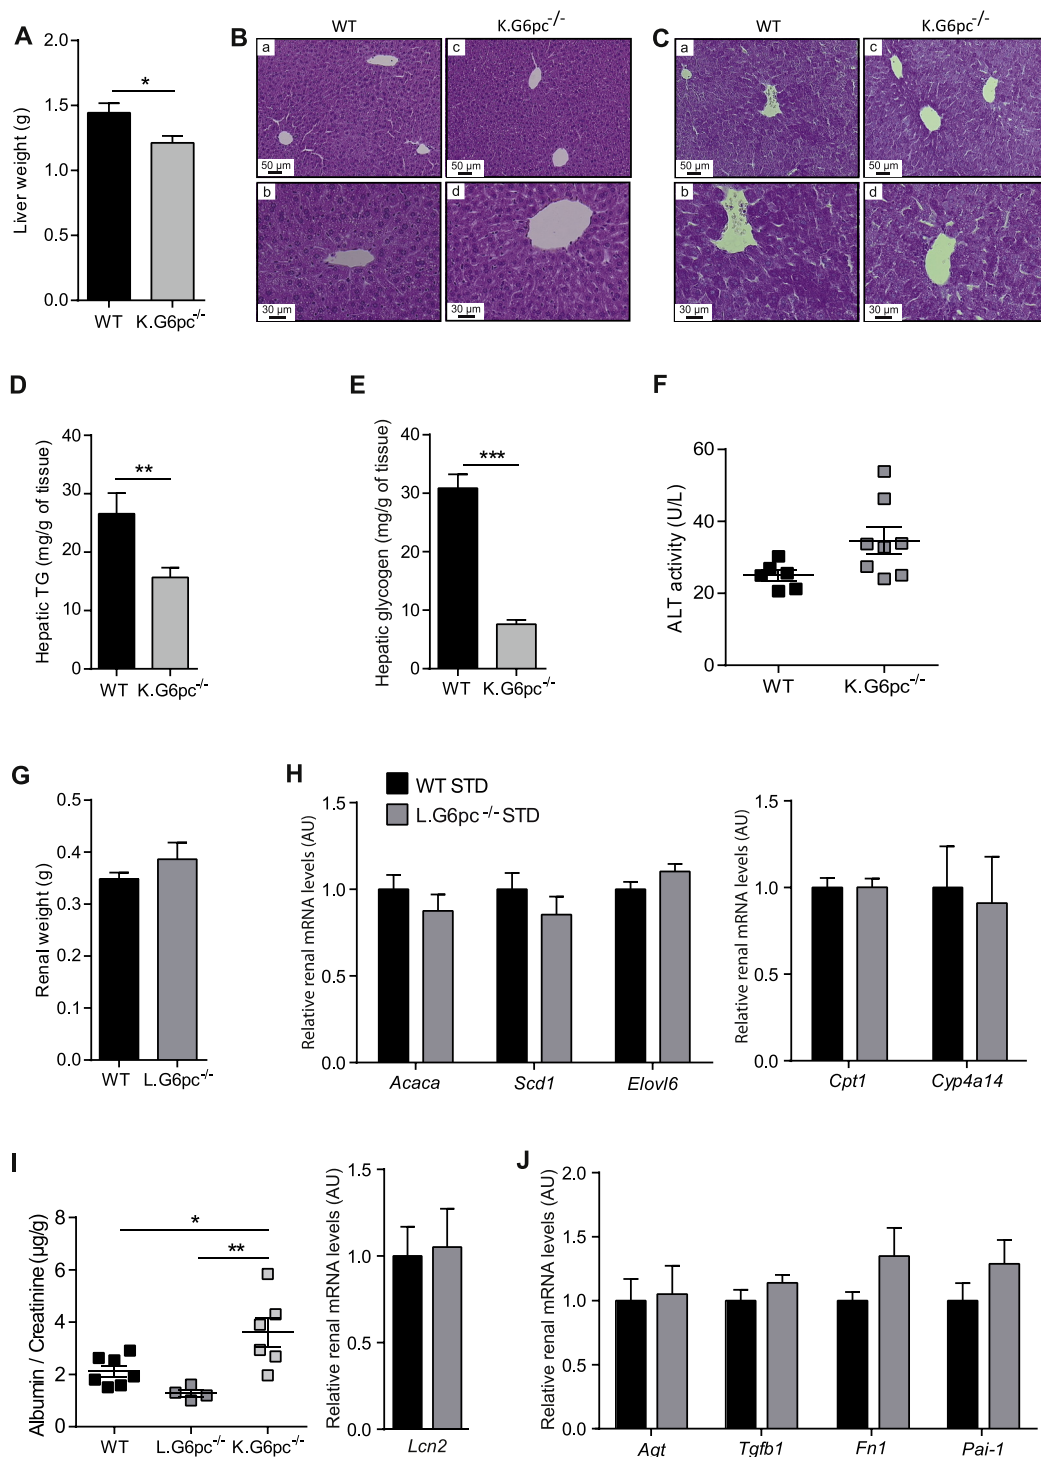 A
Liver weight (g)
2.0
1.5
1.0
0.5
0.0
*
WT K.G6pc-/-
B
WT K.G6pc-/-
a
50 µm
c
50 µm
b
30 µm
d
30 µm
C
WT K.G6pc-/-
a
50 µm
c
50 µm
b
30 µm
d
30 µm
D
Hepatic TG (mg/g of tissue)
40
30
20
10
0
**
WT K.G6pc-/-
E
Hepatic glycogen (mg/g of tissue)
40
30
20
10
0
***
WT K.G6pc-/-
F
ALT activity (U/L)
60
40
20
0
WT K.G6pc-/-
G
Renal weight (g)
0.5
0.4
0.3
0.2
0.1
0.0
WT L.G6pc-/-
H
WT STD
L.G6pc-/- STD
Relative renal mRNA levels (AU)
1.5
1.0
0.5
0.0
Acaca Scd1 Elovl6
Relative renal mRNA levels (AU)
1.5
1.0
0.5
0.0
Cpt1 Cyp4a14
I
Albumin / Creatinine (µg/g)
8
6
4
2
0
*
**
WT L.G6pc-/- K.G6pc-/-
Relative renal mRNA levels (AU)
1.5
1.0
0.5
0.0
Lcn2
J
Relative renal mRNA levels (AU)
2.0
1.5
1.0
0.5
0.0
Agt Tgfb1 Fn1 Pai-1